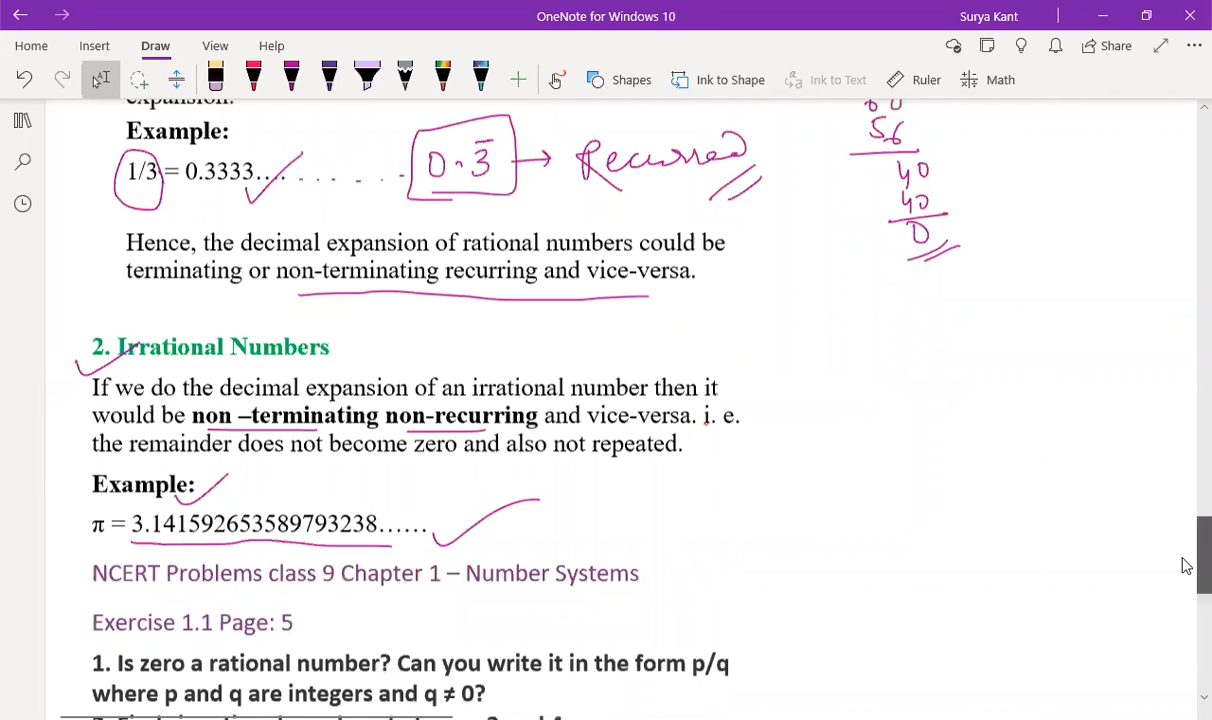 OneNote for Windows 10
Surya Kant
Home Insert Draw View Help
Share
Shapes Ink to Shape Ink to Text Ruler Math
expansion.
Example:
1/3 = 0.3333....
0.3̅ → Recurred
56
40
40
0
Hence, the decimal expansion of rational numbers could be
terminating or non-terminating recurring and vice-versa.
2. Irrational Numbers
If we do the decimal expansion of an irrational number then it
would be non –terminating non-recurring and vice-versa. i. e.
the remainder does not become zero and also not repeated.
Example:
π = 3.141592653589793238……
NCERT Problems class 9 Chapter 1 – Number Systems
Exercise 1.1 Page: 5
1. Is zero a rational number? Can you write it in the form p/q
where p and q are integers and q ≠ 0?